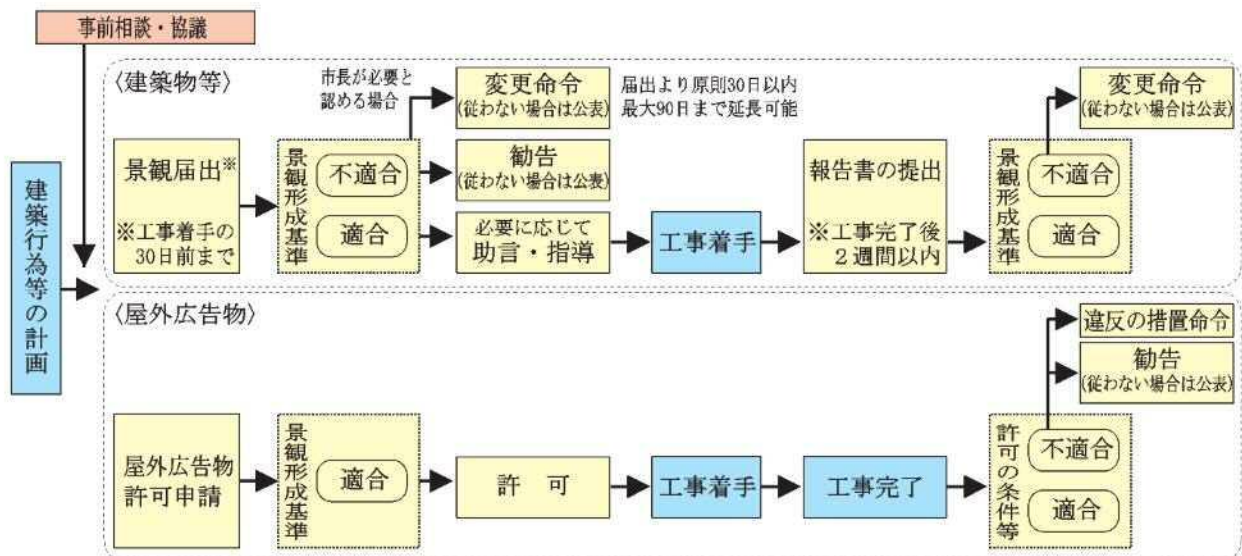 事前相談・協議
建築行為等の計画
〈建築物等〉
景観届出※
※工事着手の
30日前まで
景観形成基準
不適合
適合
市長が必要と
認める場合
変更命令
(従わない場合は公表)
届出より原則30日以内
最大90日まで延長可能
勧告
(従わない場合は公表)
必要に応じて
助言・指導
工事着手
報告書の提出
※工事完了後
２週間以内
景観形成基準
不適合
適合
変更命令
(従わない場合は公表)
〈屋外広告物〉
屋外広告物
許可申請
景観形成基準
適合
許　可
工事着手
工事完了
許可の条件等
不適合
適合
違反の措置命令
勧告
(従わない場合は公表)